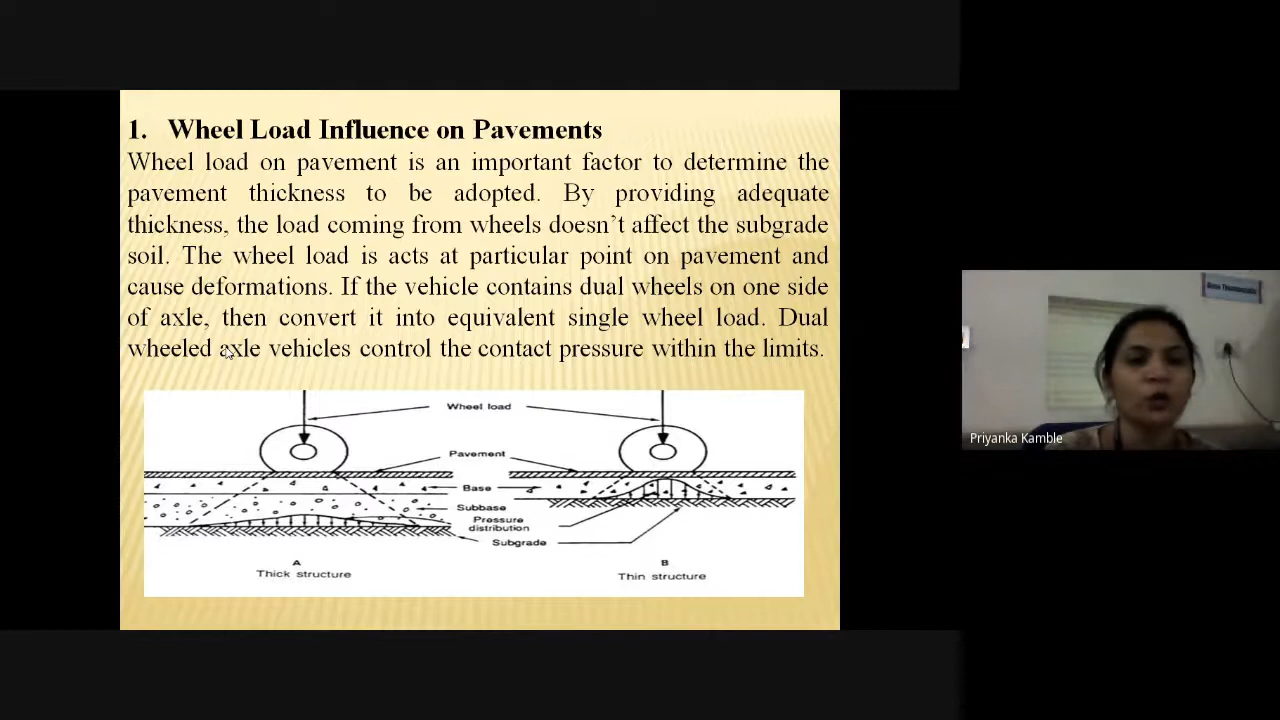 1. Wheel Load Influence on Pavements
Wheel load on pavement is an important factor to determine the
pavement thickness to be adopted. By providing adequate
thickness, the load coming from wheels doesn’t affect the subgrade
soil. The wheel load is acts at particular point on pavement and
cause deformations. If the vehicle contains dual wheels on one side
of axle, then convert it into equivalent single wheel load. Dual
wheeled axle vehicles control the contact pressure within the limits.
Wheel load
Pavement
Base
Subbase
Pressure
distribution
Subgrade
A
Thick structure
B
Thin structure
Priyanka Kamble